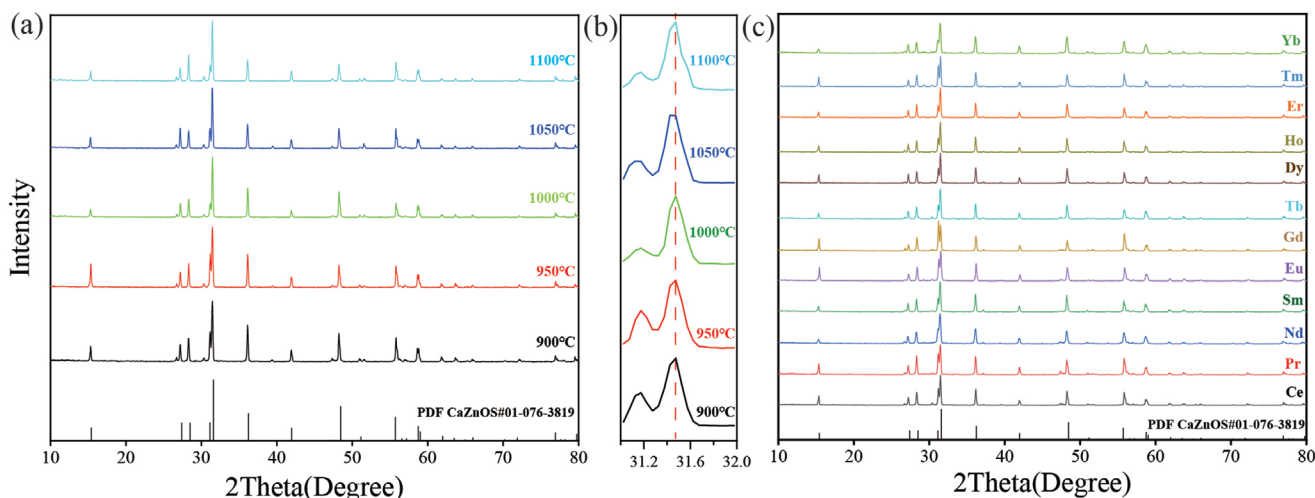 (a)
Intensity
1100℃
1050℃
1000℃
950℃
900℃
PDF CaZnOS#01-076-3819
10 20 30 40 50 60 70 80
2Theta(Degree)
(b)
1100℃
1050℃
1000℃
950℃
900℃
31.2 31.6 32.0
(c)
Yb
Tm
Er
Ho
Dy
Tb
Gd
Eu
Sm
Nd
Pr
Ce
PDF CaZnOS#01-076-3819
10 20 30 40 50 60 70 80
2Theta(Degree)